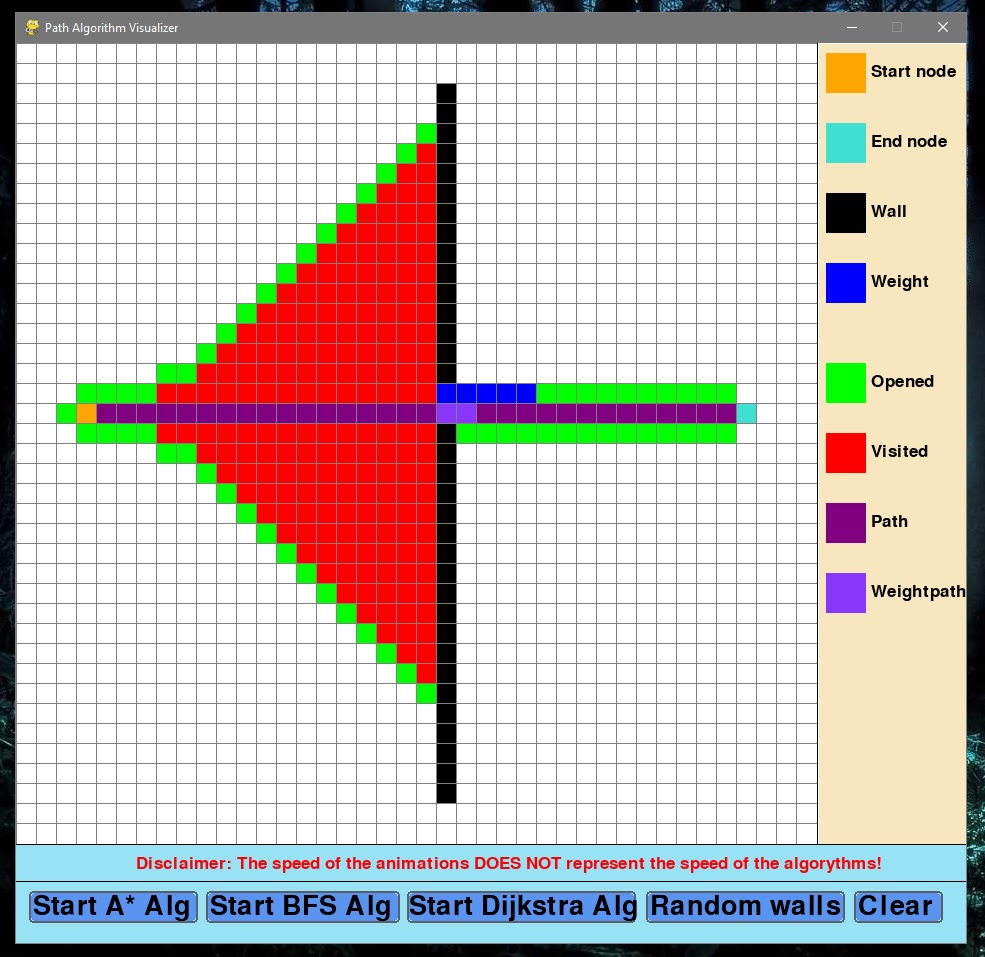 Path Algorithm Visualizer
Start node
End node
Wall
Weight
Opened
Visited
Path
Weightpath
Disclaimer: The speed of the animations DOES NOT represent the speed of the algorythms!
Start A* Alg Start BFS Alg Start Dijkstra Alg Random walls Clear